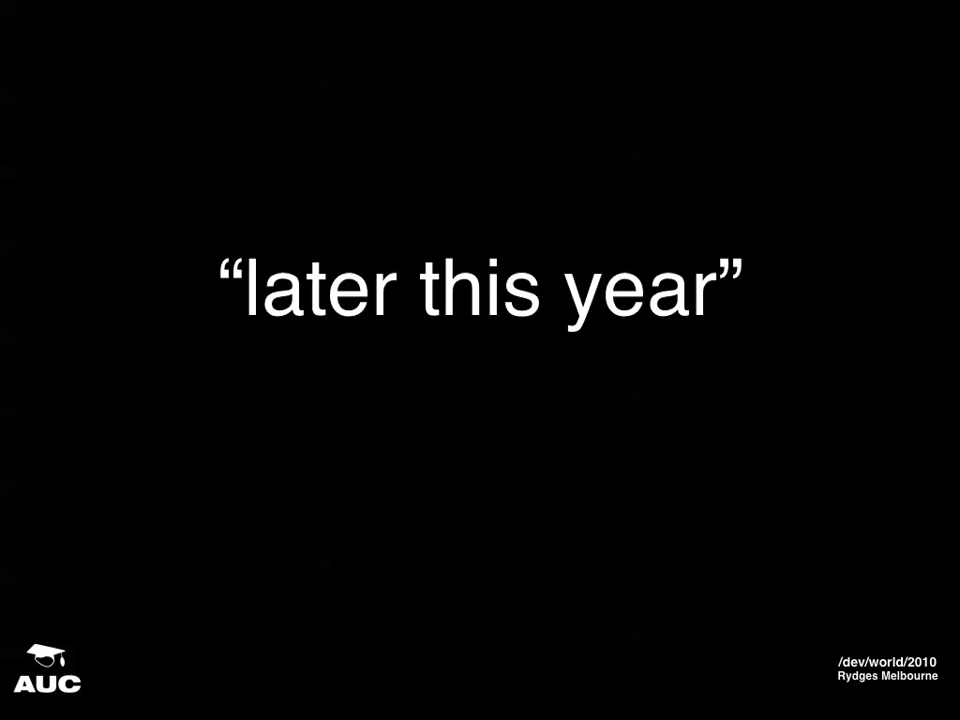 “later this year”
AUC
/dev/world/2010
Rydges Melbourne